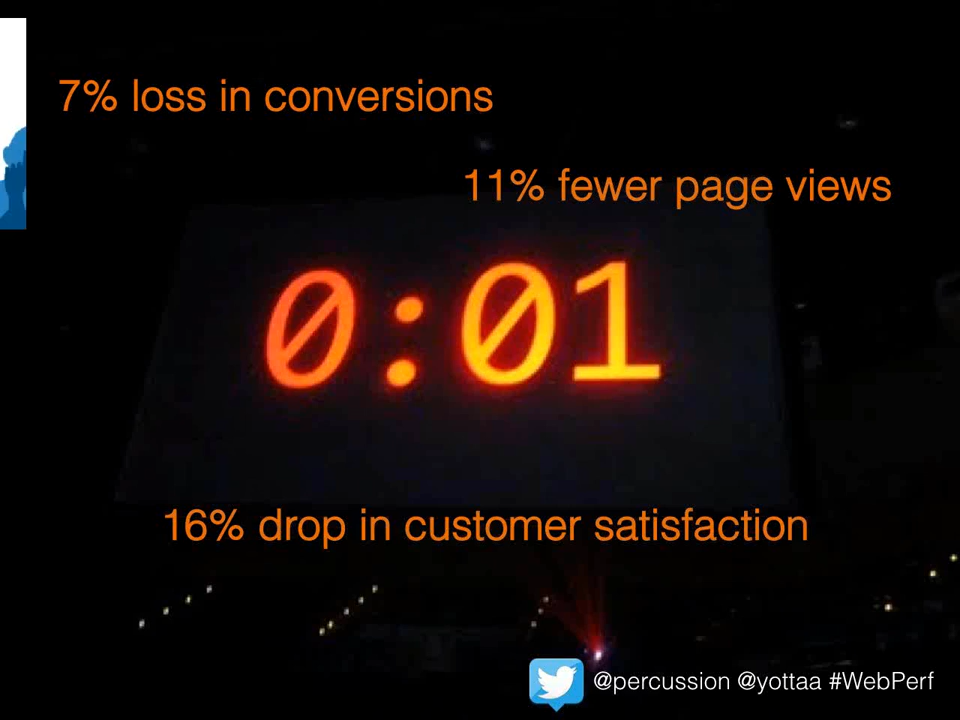 7% loss in conversions
11% fewer page views
0:01
16% drop in customer satisfaction
@percussion @yottaa #WebPerf